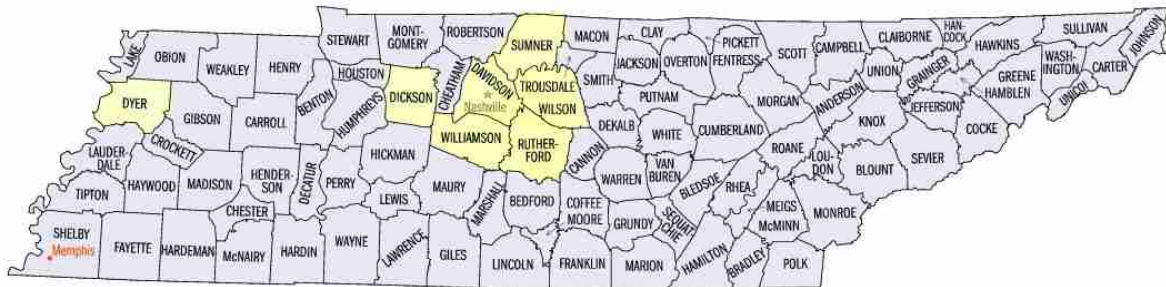 LAKE
OBION
WEAKLEY
HENRY
STEWART
MONT-
GOMERY
ROBERTSON
SUMNER
MACON
CLAY
PICKETT
SCOTT
CAMPBELL
CLAIBORNE
HAN-
COCK
HAWKINS
SULLIVAN
JOHNSON
DYER
GIBSON
CARROLL
BENTON
HOUSTON
HUMPHREYS
DICKSON
CHEATHAM
DAVIDSON
Nashville
TROUSDALE
WILSON
SMITH
JACKSON
OVERTON
FENTRESS
PUTNAM
MORGAN
ANDERSON
UNION
GRAINGER
JEFFERSON
HAMBLEN
GREENE
WASH-
INGTON
UNICOI
CARTER
LAUDER-
DALE
CROCKETT
TIPTON
HAYWOOD
MADISON
HENDER-
SON
DECATUR
PERRY
HICKMAN
LEWIS
MAURY
WILLIAMSON
RUTHER-
FORD
CANNON
DEKALB
WHITE
CUMBERLAND
ROANE
LOU-
DON
KNOX
BLOUNT
SEVIER
COCKE
SHELBY
Memphis
FAYETTE
HARDEMAN
CHESTER
McNAIRY
HARDIN
WAYNE
LAWRENCE
GILES
MARSHALL
BEDFORD
LINCOLN
COFFEE
MOORE
FRANKLIN
WARREN
VAN
BUREN
GRUNDY
MARION
SEQUAT
CHIE
BLEDSOE
RHEA
HAMILTON
BRADLEY
MEIGS
McMINN
POLK
MONROE